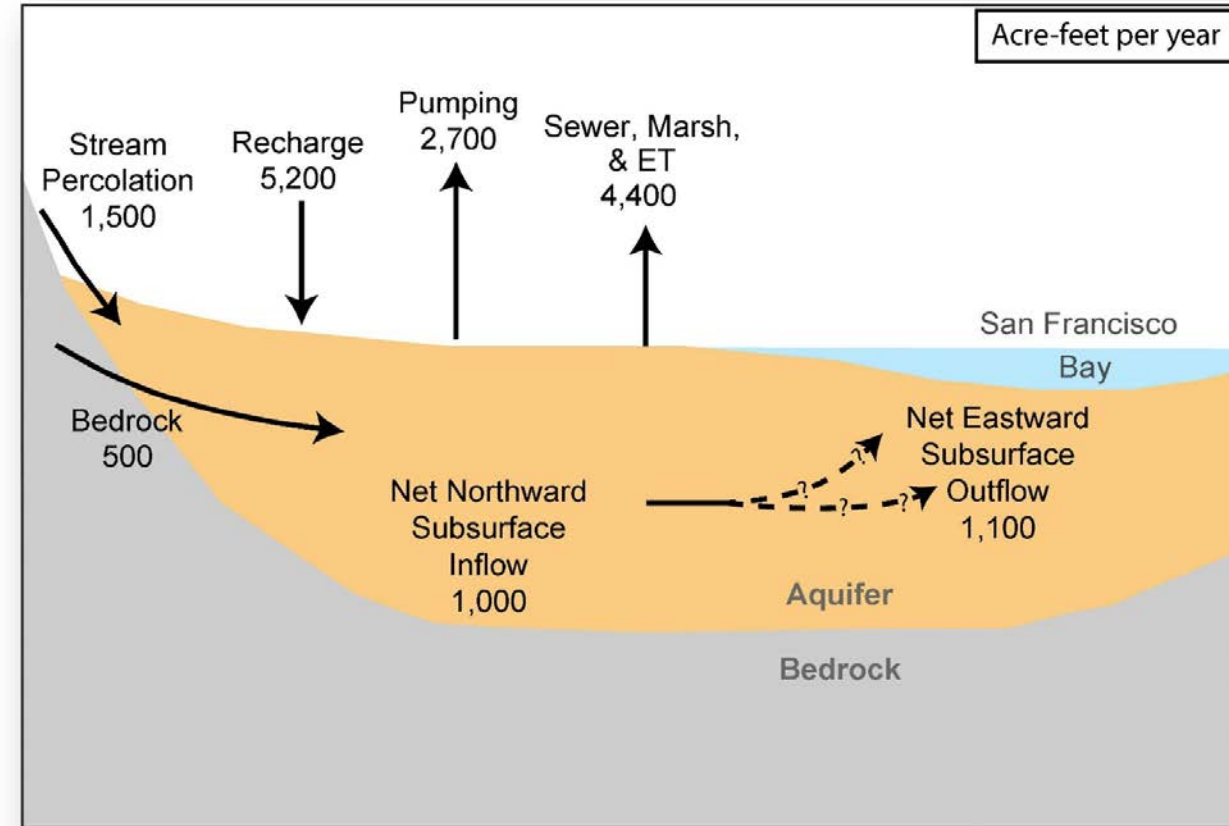 Acre-feet per year
Stream
Percolation
1,500
Recharge
5,200
Pumping
2,700
Sewer, Marsh,
& ET
4,400
San Francisco
Bay
Bedrock
500
Net Northward
Subsurface
Inflow
1,000
?
?
?
Net Eastward
Subsurface
Outflow
1,100
Aquifer
Bedrock